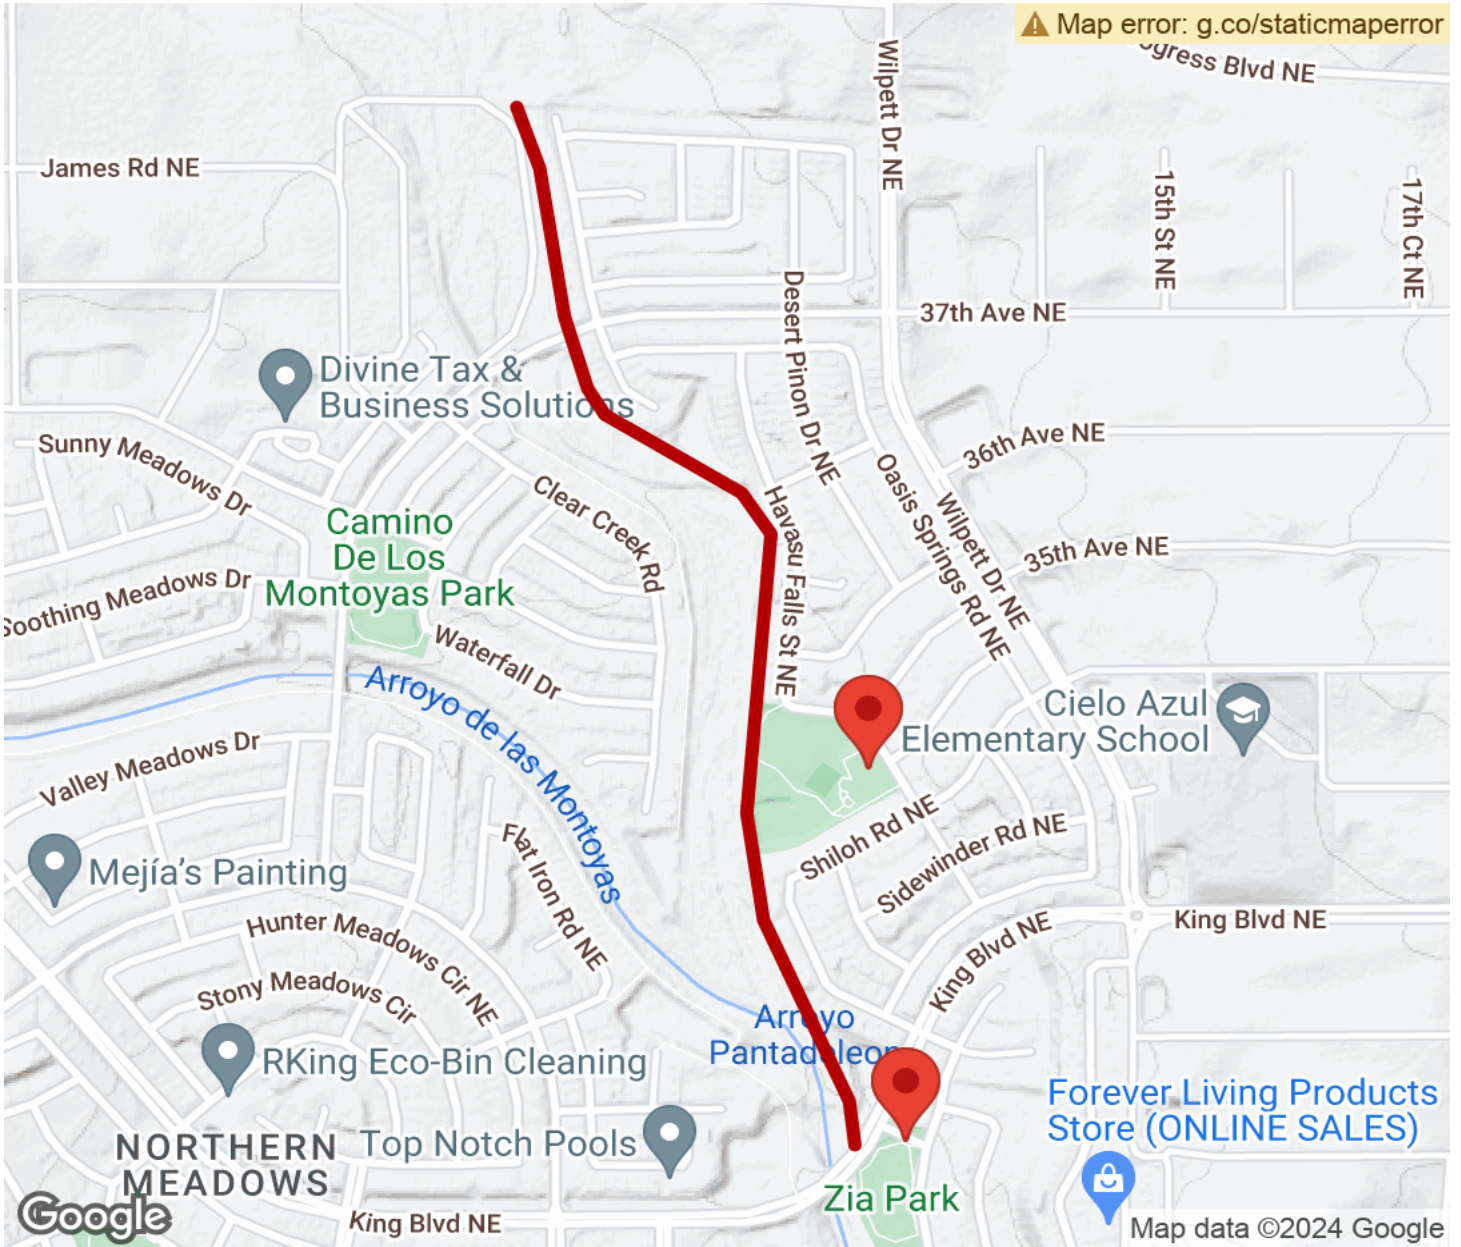 Map error: g.co/staticmaperror
ogress Blvd NE
Wilpett Dr NE
James Rd NE
15th St NE
17th Ct NE
Desert Pinon Dr NE
37th Ave NE
Divine Tax &
Business Solutions
Sunny Meadows Dr
36th Ave NE
Oasis Springs Rd NE
Clear Creek Rd
Havasu Falls St NE
Wilpett Dr NE
35th Ave NE
Camino
De Los
Montoyas Park
Soothing Meadows Dr
Waterfall Dr
Arroyo de las Montoyas
Cielo Azul
Elementary School
Valley Meadows Dr
Shiloh Rd NE
Sidewinder Rd NE
Flat Iron Rd NE
Mejía's Painting
Hunter Meadows Cir NE
King Blvd NE
King Blvd NE
Stony Meadows Cir
Arroyo
Pantadeleon
RKing Eco-Bin Cleaning
Forever Living Products
Store (ONLINE SALES)
NORTHERN
MEADOWS
Top Notch Pools
Zia Park
King Blvd NE
Google
Map data ©2024 Google